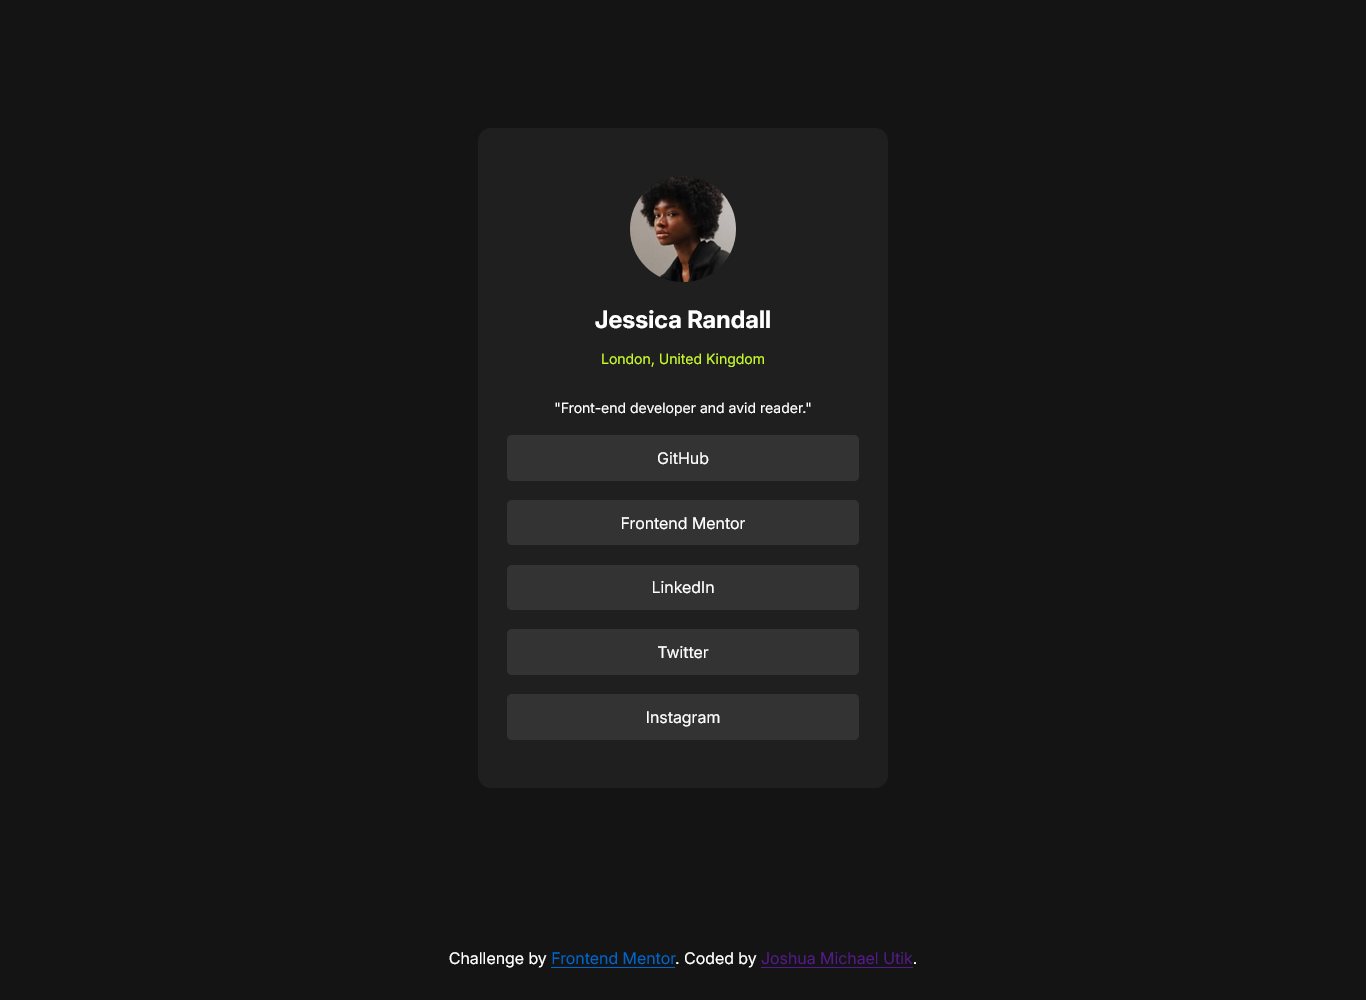 Jessica Randall
London, United Kingdom
"Front-end developer and avid reader."
GitHub
Frontend Mentor
LinkedIn
Twitter
Instagram
Challenge by Frontend Mentor. Coded by Joshua Michael Utik.